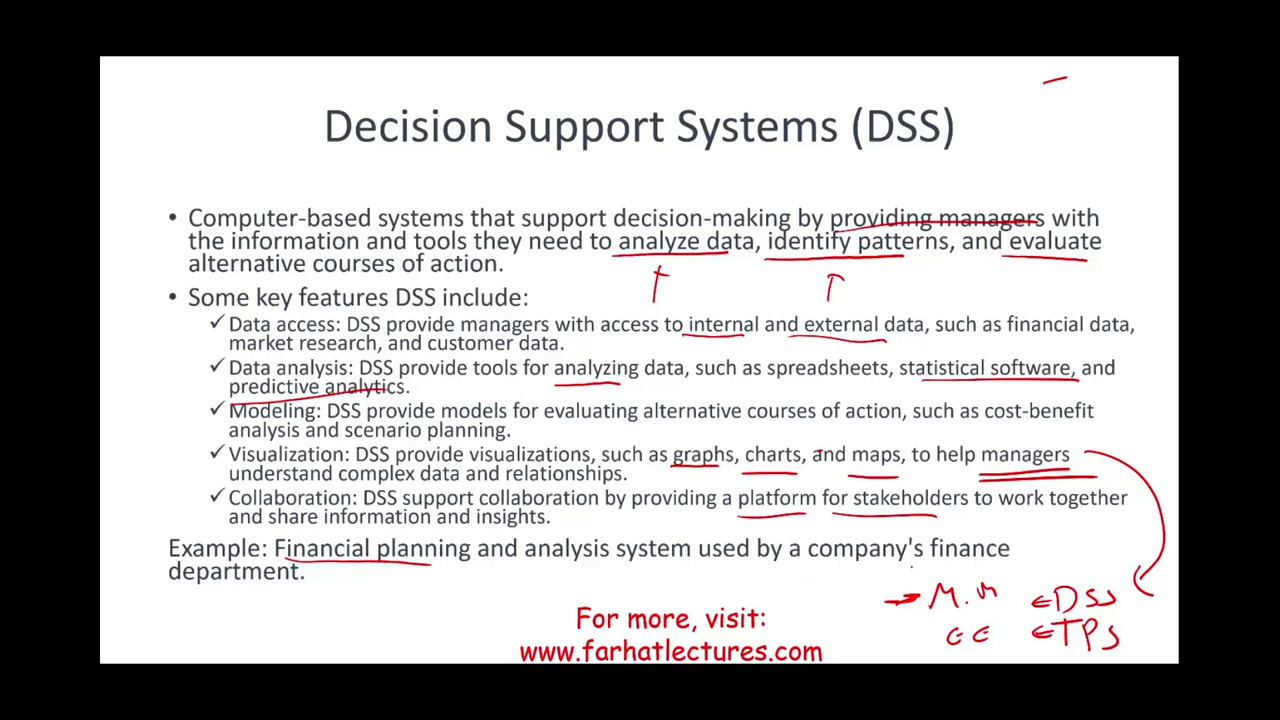 Decision Support Systems (DSS)
• Computer-based systems that support decision-making by providing managers with
the information and tools they need to analyze data, identify patterns, and evaluate
alternative courses of action.
• Some key features DSS include:
✓ Data access: DSS provide managers with access to internal and external data, such as financial data,
market research, and customer data.
✓ Data analysis: DSS provide tools for analyzing data, such as spreadsheets, statistical software, and
predictive analytics.
✓ Modeling: DSS provide models for evaluating alternative courses of action, such as cost-benefit
analysis and scenario planning.
✓ Visualization: DSS provide visualizations, such as graphs, charts, and maps, to help managers
understand complex data and relationships.
✓ Collaboration: DSS support collaboration by providing a platform for stakeholders to work together
and share information and insights.
Example: Financial planning and analysis system used by a company's finance
department.
M.M DSS
TPS
For more, visit:
www.farhatlectures.com